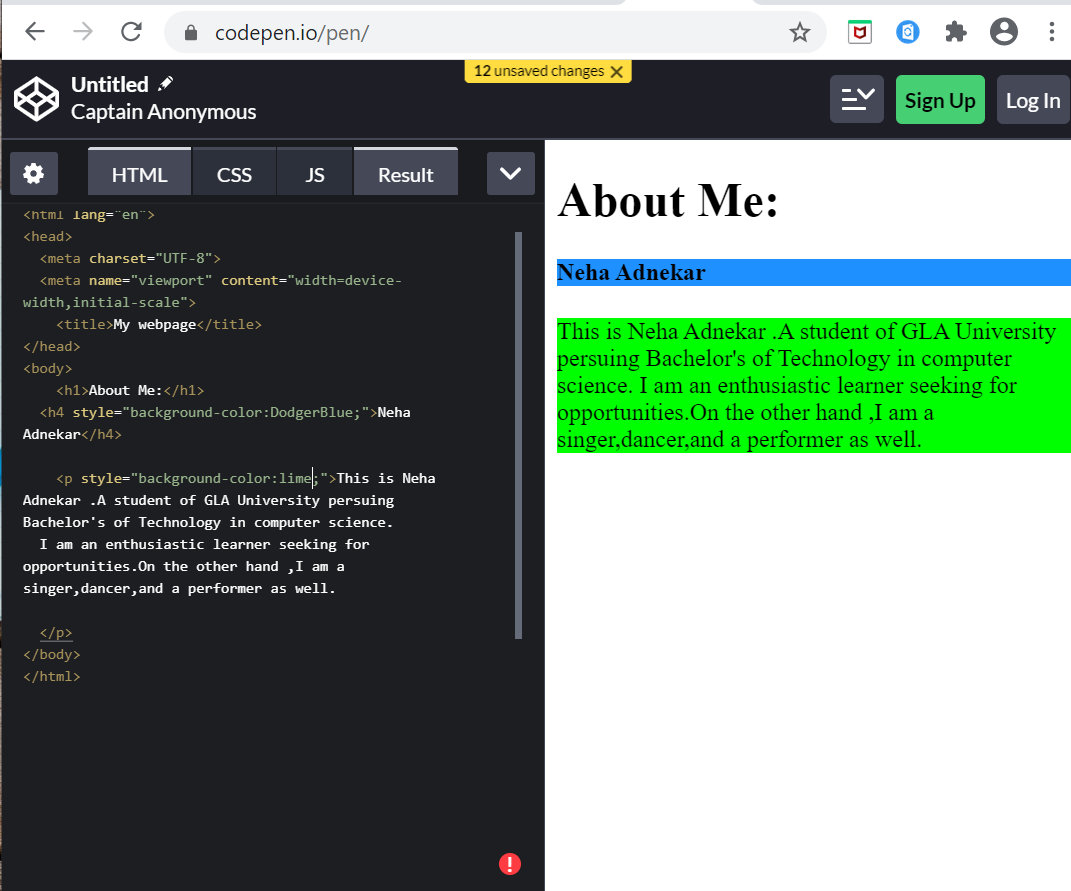 codepen.io/pen/
12 unsaved changes
Untitled
Captain Anonymous
Sign Up
Log In
HTML
CSS
JS
Result
<html lang="en">
<head>
<meta charset="UTF-8">
<meta name="viewport" content="width=device-
width,initial-scale">
<title>My webpage</title>
</head>
<body>
<h1>About Me:</h1>
<h4 style="background-color:DodgerBlue;">Neha
Adnekar</h4>
<p style="background-color:lime;">This is Neha
Adnekar .A student of GLA University persuing
Bachelor's of Technology in computer science.
I am an enthusiastic learner seeking for
opportunities.On the other hand ,I am a
singer,dancer,and a performer as well.
</p>
</body>
</html>
About Me:
Neha Adnekar
This is Neha Adnekar .A student of GLA University
persuing Bachelor's of Technology in computer
science. I am an enthusiastic learner seeking for
opportunities.On the other hand ,I am a
singer,dancer,and a performer as well.